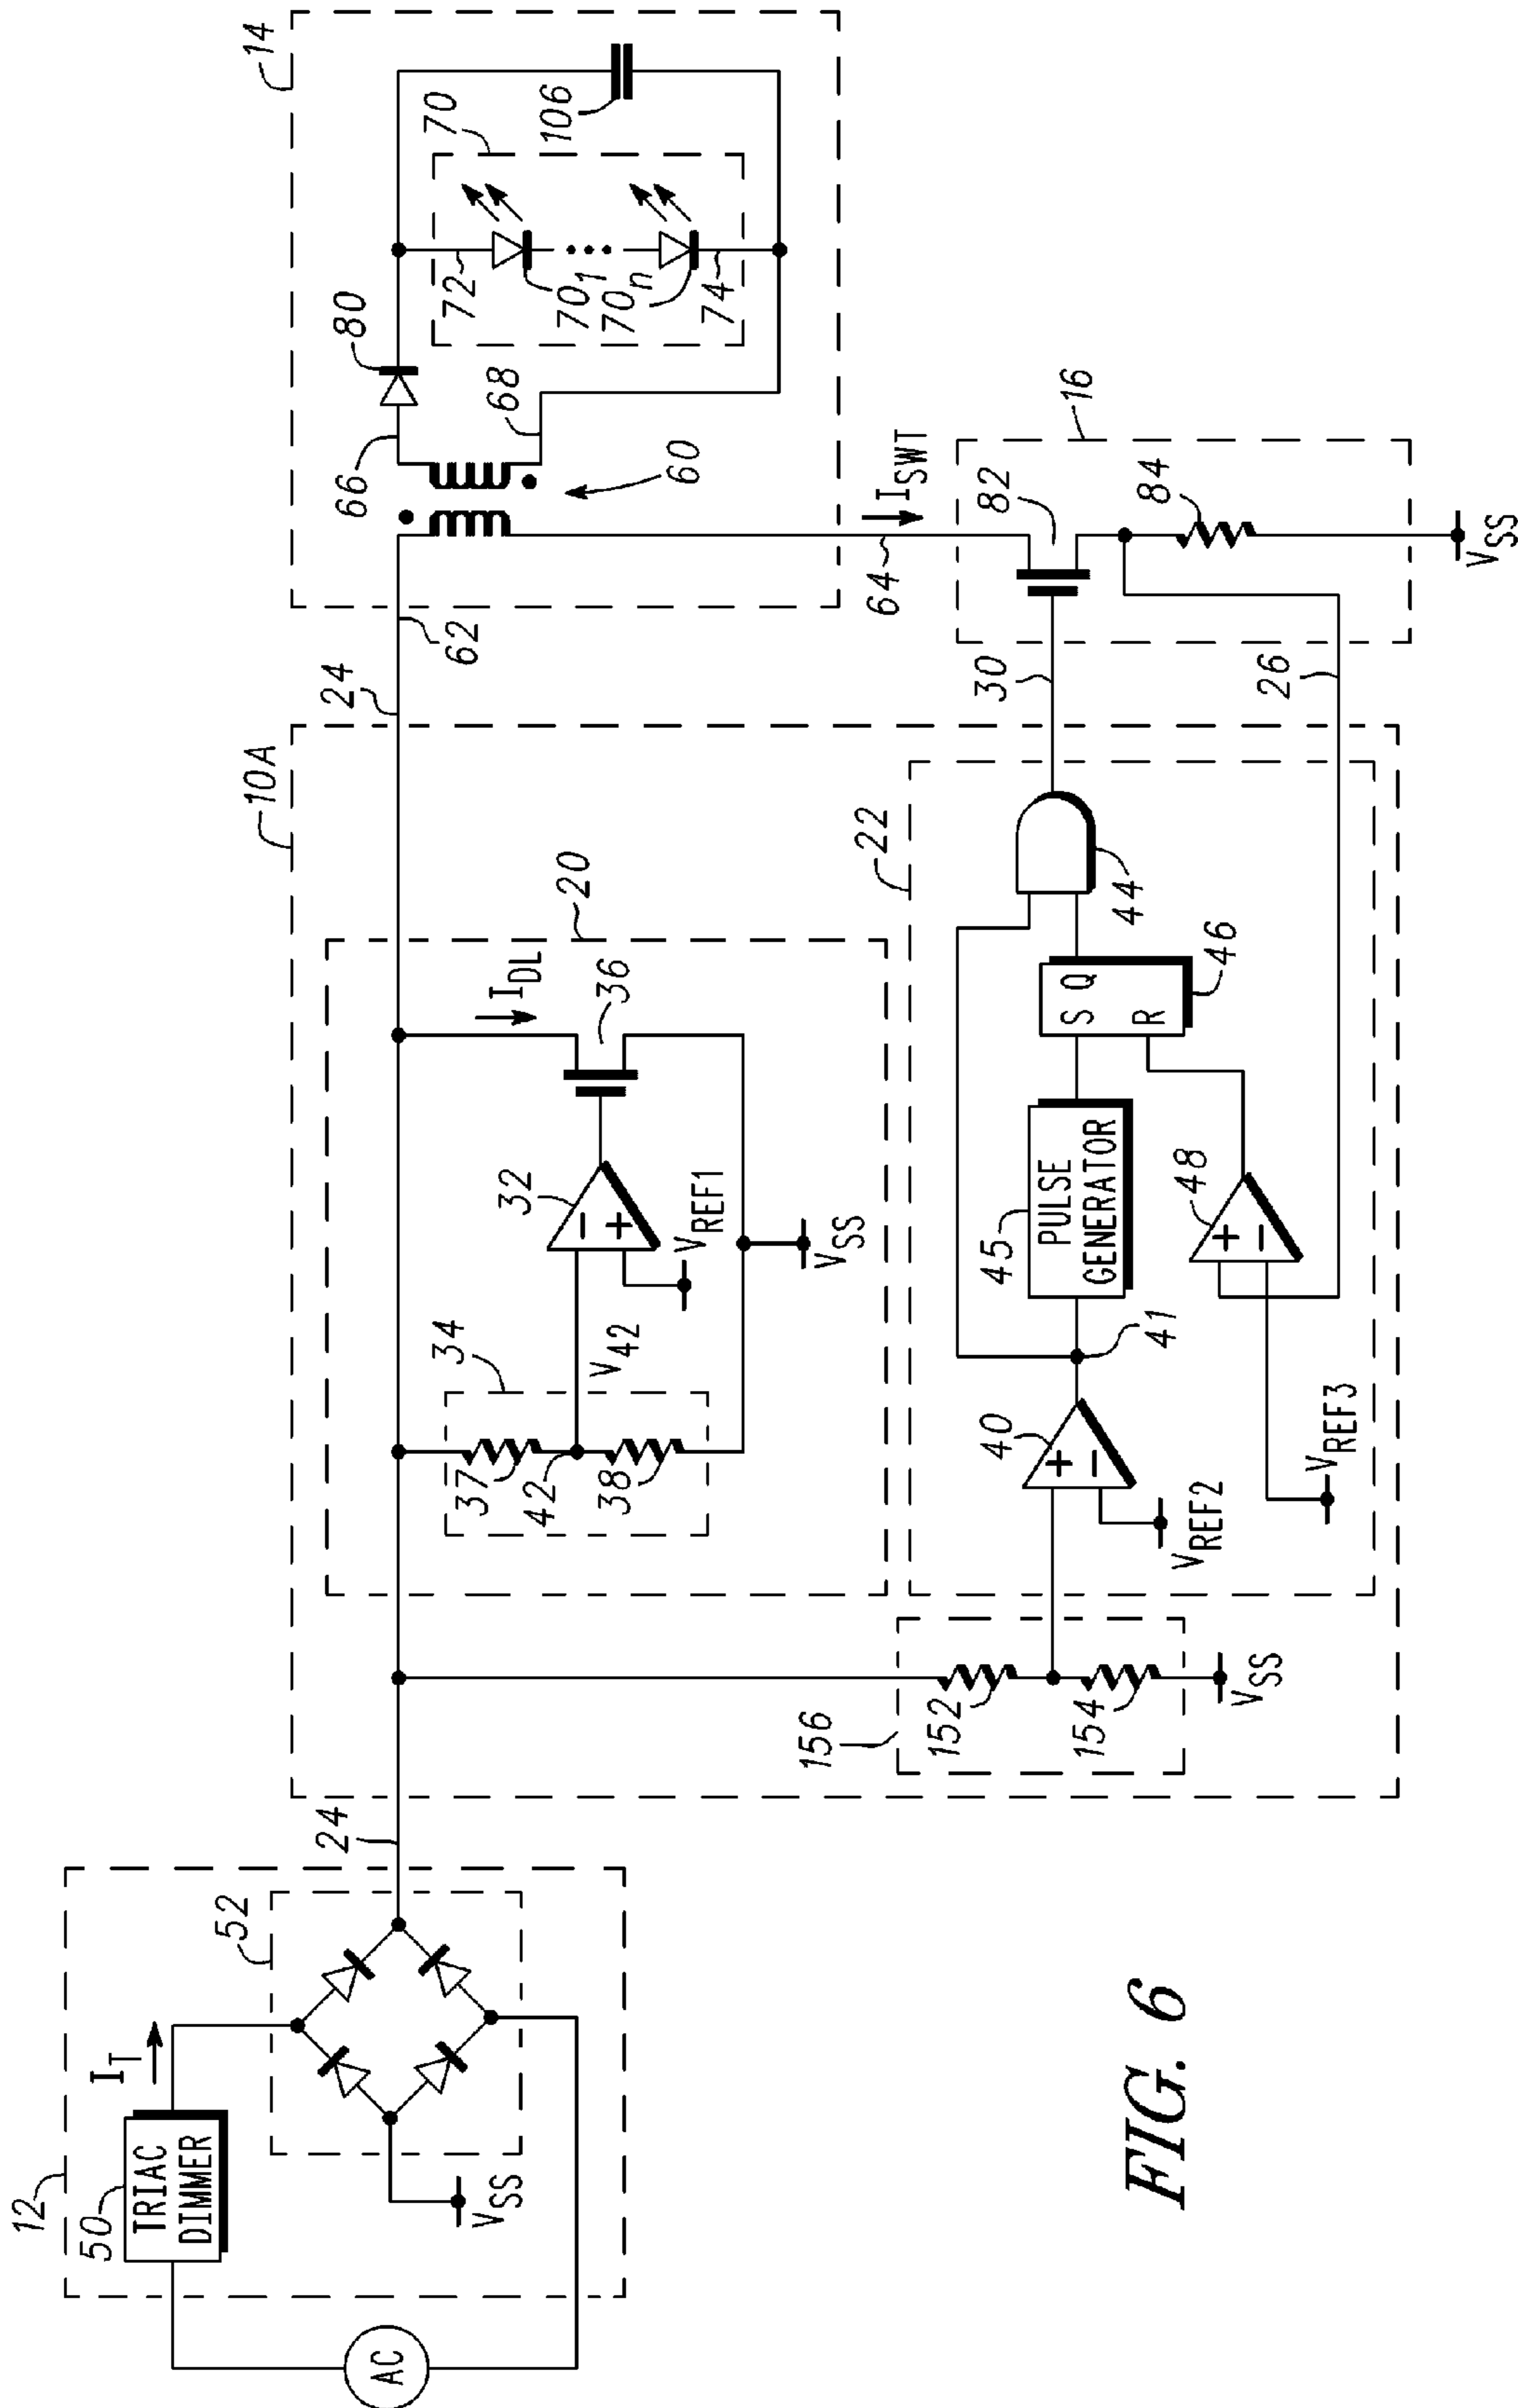 12
50
TRIAC
DIMMER
I_T
52
V_SS
AC
24
10A
24
156
152
154
V_SS
20
34
37
42
38
V_42
32
−
+
V_REF1
36
I_DL
V_SS
22
40
+
−
V_REF2
41
45
PULSE
GENERATOR
S Q
R
46
44
48
+
−
V_REF3
30
26
14
62
64
66
68
60
80
70
72
70_1
70_n
74
106
I_SWT
16
82
84
V_SS
FIG. 6